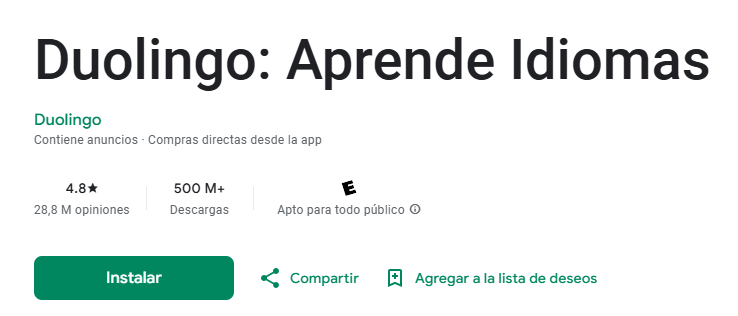 Duolingo: Aprende Idiomas
Duolingo
Contiene anuncios · Compras directas desde la app
4.8★ 500 M+ E
28,8 M opiniones Descargas Apto para todo público
Instalar Compartir Agregar a la lista de deseos